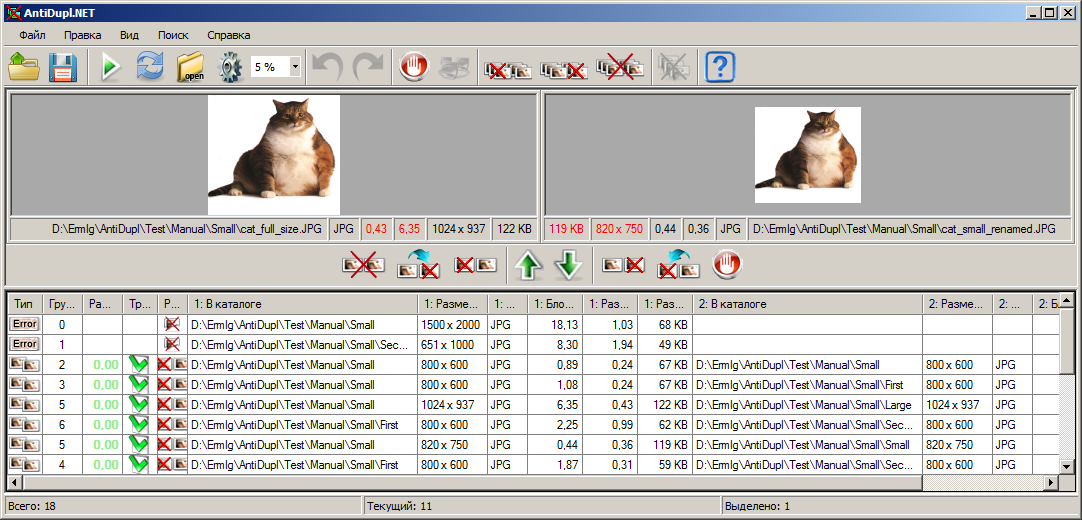 AntiDupl.NET
Файл Правка Вид Поиск Справка
open 5 %
D:\ErmIg\AntiDupl\Test\Manual\Small\cat_full_size.JPG JPG 0,43 6,35 1024 x 937 122 KB 119 KB 820 x 750 0,44 0,36 JPG D:\ErmIg\AntiDupl\Test\Manual\Small\cat_small_renamed.JPG
Тип Гру... Ра... Тр... Р... 1: В каталоге 1: Разме... 1: ... 1: Бло... 1: Раз... 1: Раз... 2: В каталоге 2: Разме... 2: ... 2: Б
Error 0 D:\ErmIg\AntiDupl\Test\Manual\Small 1500 x 2000 JPG 18,13 1,03 68 KB
Error 1 D:\ErmIg\AntiDupl\Test\Manual\Small\Sec... 651 x 1000 JPG 8,30 1,94 49 KB
2 0,00 D:\ErmIg\AntiDupl\Test\Manual\Small 800 x 600 JPG 0,89 0,24 67 KB D:\ErmIg\AntiDupl\Test\Manual\Small 800 x 600 JPG
3 0,00 D:\ErmIg\AntiDupl\Test\Manual\Small 800 x 600 JPG 1,08 0,24 67 KB D:\ErmIg\AntiDupl\Test\Manual\Small\First 800 x 600 JPG
5 0,00 D:\ErmIg\AntiDupl\Test\Manual\Small 1024 x 937 JPG 6,35 0,43 122 KB D:\ErmIg\AntiDupl\Test\Manual\Small\Large 1024 x 937 JPG
6 0,00 D:\ErmIg\AntiDupl\Test\Manual\Small\First 800 x 600 JPG 2,25 0,99 62 KB D:\ErmIg\AntiDupl\Test\Manual\Small\Sec... 800 x 600 JPG
5 0,00 D:\ErmIg\AntiDupl\Test\Manual\Small 820 x 750 JPG 0,44 0,36 119 KB D:\ErmIg\AntiDupl\Test\Manual\Small\Small 820 x 750 JPG
4 0,00 D:\ErmIg\AntiDupl\Test\Manual\Small\First 800 x 600 JPG 1,87 0,31 59 KB D:\ErmIg\AntiDupl\Test\Manual\Small\Sec... 800 x 600 JPG
Всего: 18 Текущий: 11 Выделено: 1